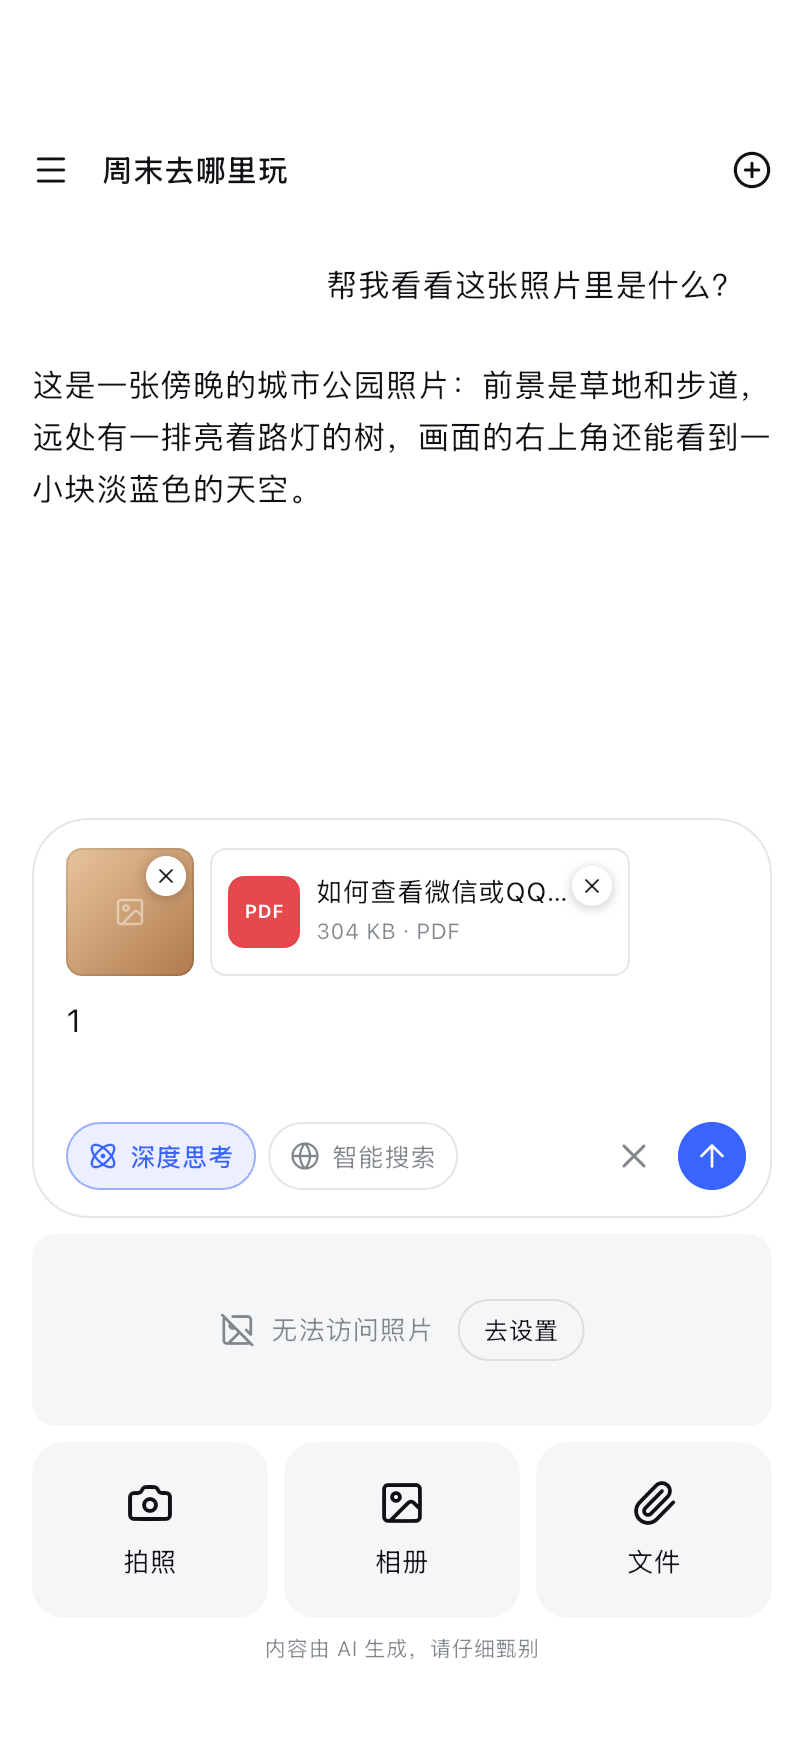 周末去哪里玩
帮我看看这张照片里是什么?
这是一张傍晚的城市公园照片：前景是草地和步道，
远处有一排亮着路灯的树，画面的右上角还能看到一
小块淡蓝色的天空。
PDF
如何查看微信或QQ...
304 KB · PDF
1
深度思考
智能搜索
无法访问照片
去设置
拍照
相册
文件
内容由 AI 生成，请仔细甄别